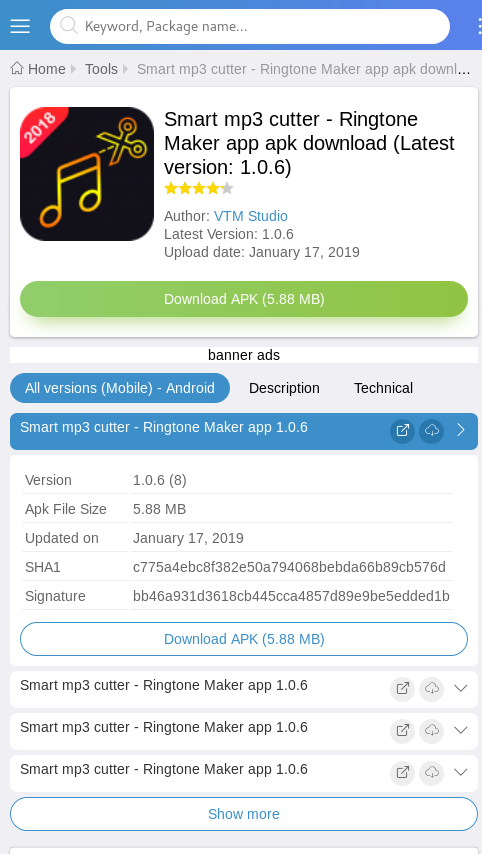 Keyword, Package name...
Home Tools Smart mp3 cutter - Ringtone Maker app apk downl...
2018
Smart mp3 cutter - Ringtone
Maker app apk download (Latest
version: 1.0.6)
Author: VTM Studio
Latest Version: 1.0.6
Upload date: January 17, 2019
Download APK (5.88 MB)
banner ads
All versions (Mobile) - Android Description Technical
Smart mp3 cutter - Ringtone Maker app 1.0.6
Version 1.0.6 (8)
Apk File Size 5.88 MB
Updated on January 17, 2019
SHA1 c775a4ebc8f382e50a794068bebda66b89cb576d
Signature bb46a931d3618cb445cca4857d89e9be5edded1b
Download APK (5.88 MB)
Smart mp3 cutter - Ringtone Maker app 1.0.6
Smart mp3 cutter - Ringtone Maker app 1.0.6
Smart mp3 cutter - Ringtone Maker app 1.0.6
Show more